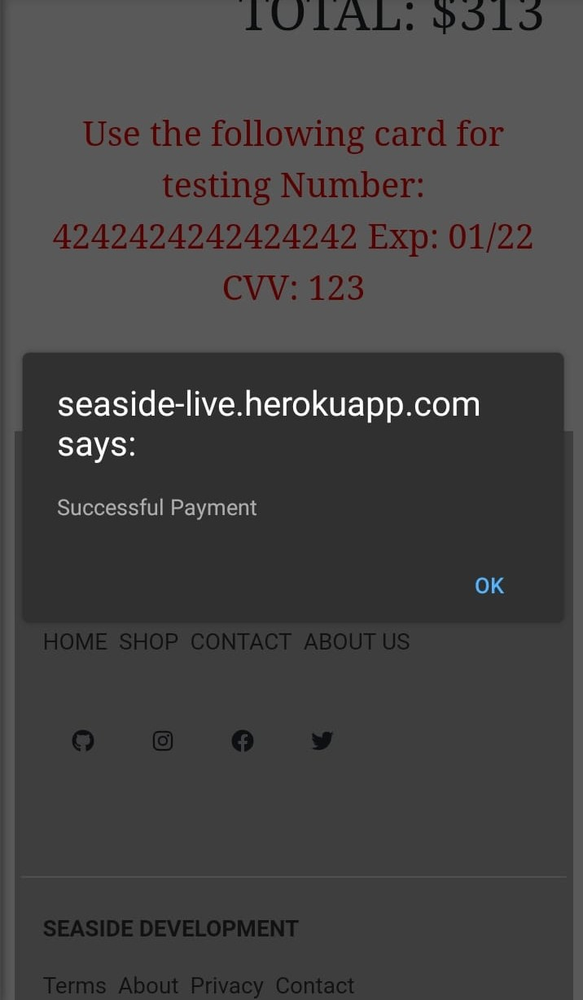 TOTAL: $313
Use the following card for
testing Number:
4242424242424242 Exp: 01/22
CVV: 123
seaside-live.herokuapp.com
says:
Successful Payment
OK
HOME SHOP CONTACT ABOUT US
SEASIDE DEVELOPMENT
Terms About Privacy Contact